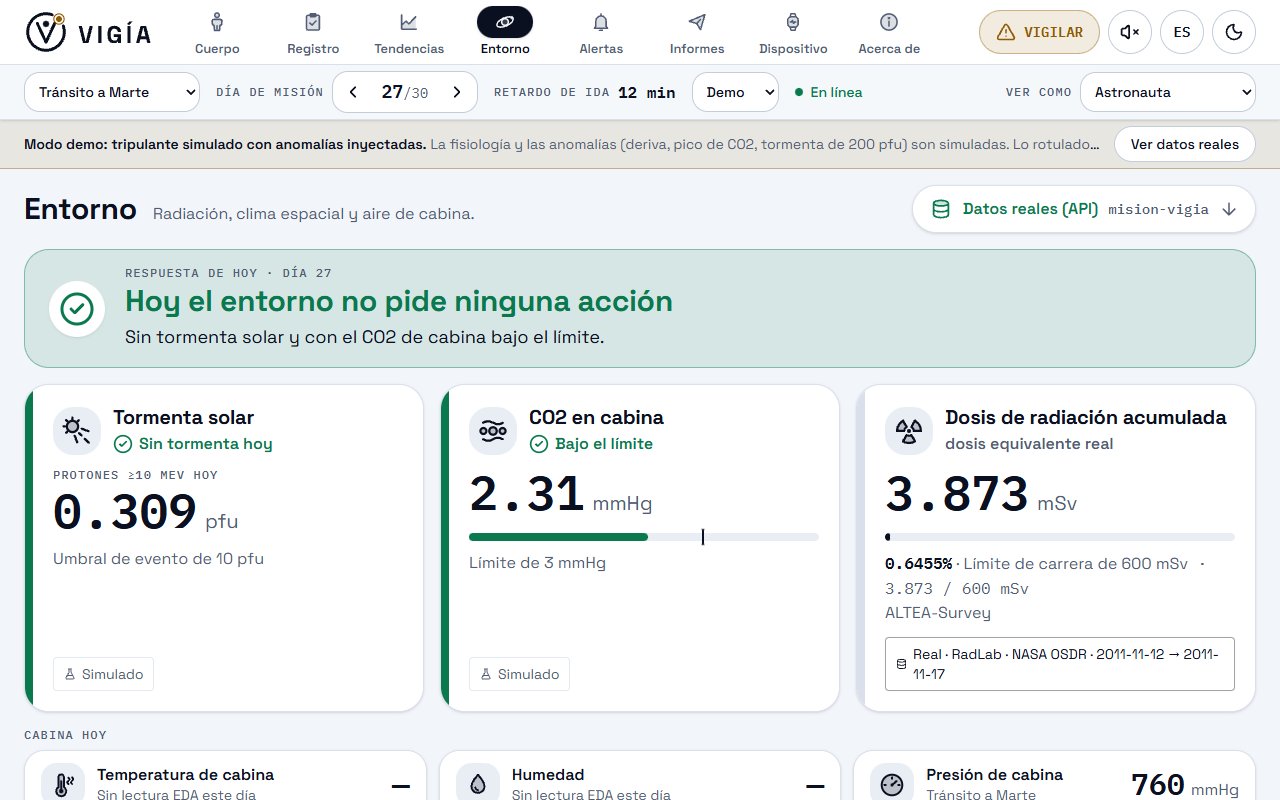 VIGÍA
Cuerpo
Registro
Tendencias
Entorno
Alertas
Informes
Dispositivo
Acerca de
VIGILAR
ES
Tránsito a Marte
DÍA DE MISIÓN
27/30
RETARDO DE IDA 12 min
Demo
En línea
VER COMO
Astronauta
Modo demo: tripulante simulado con anomalías inyectadas. La fisiología y las anomalías (deriva, pico de CO2, tormenta de 200 pfu) son simuladas. Lo rotulado...
Ver datos reales
Entorno
Radiación, clima espacial y aire de cabina.
Datos reales (API) mision-vigia
RESPUESTA DE HOY · DÍA 27
Hoy el entorno no pide ninguna acción
Sin tormenta solar y con el CO2 de cabina bajo el límite.
Tormenta solar
Sin tormenta hoy
PROTONES ≥10 MEV HOY
0.309 pfu
Umbral de evento de 10 pfu
Simulado
CO2 en cabina
Bajo el límite
2.31 mmHg
Límite de 3 mmHg
Simulado
Dosis de radiación acumulada
dosis equivalente real
3.873 mSv
0.6455% · Límite de carrera de 600 mSv ·
3.873 / 600 mSv
ALTEA-Survey
Real · RadLab · NASA OSDR · 2011-11-12 → 2011-
11-17
CABINA HOY
Temperatura de cabina
Sin lectura EDA este día
—
Humedad
Sin lectura EDA este día
—
Presión de cabina
Tránsito a Marte
760 mmHg